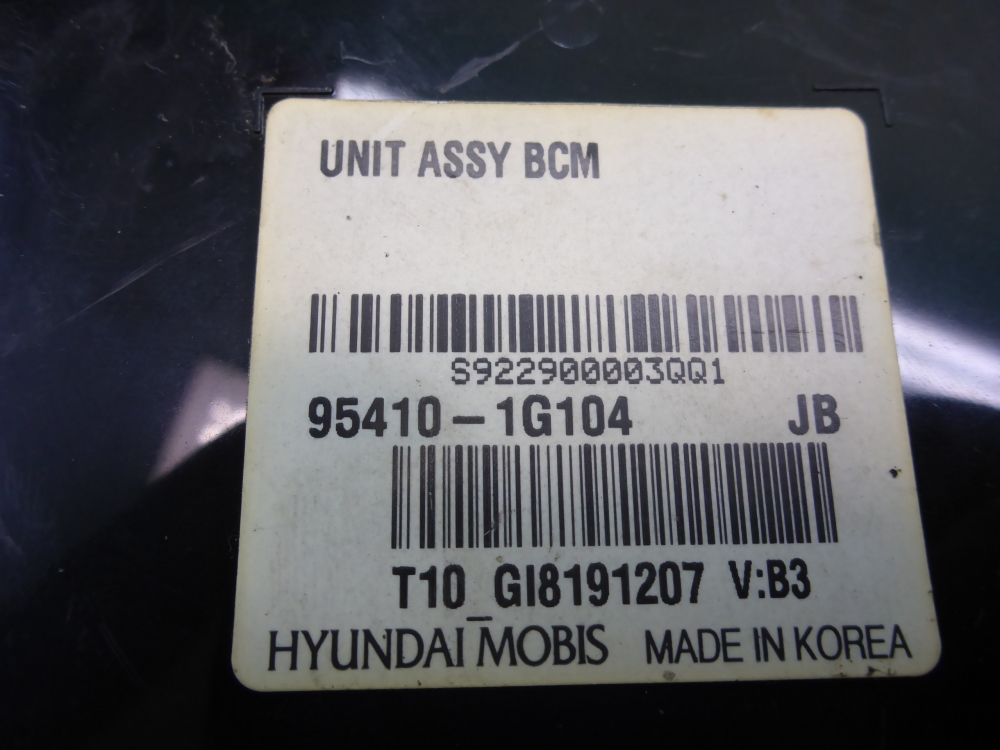 UNIT ASSY BCM
S922900003QQ1
95410-1G104 JB
T10_GI8191207 V:B3
HYUNDAI MOBIS MADE IN KOREA